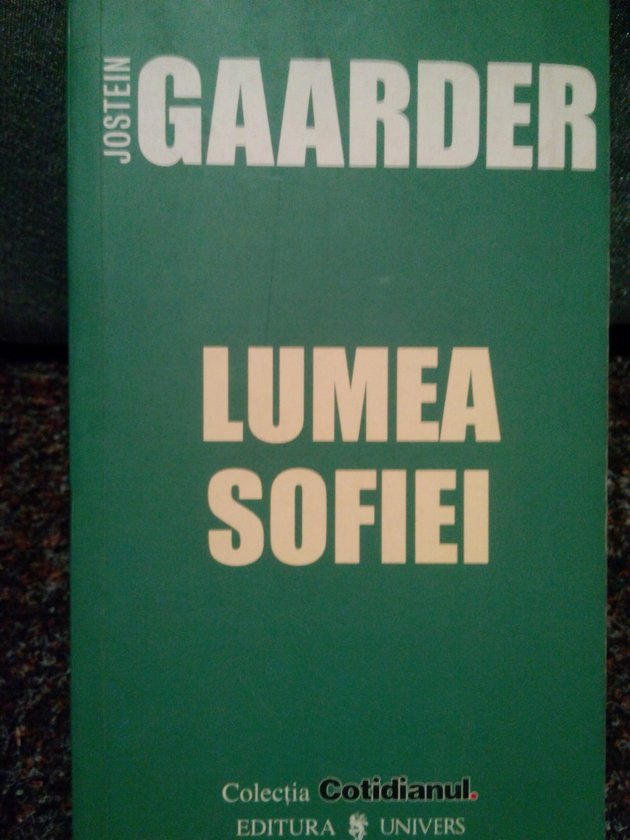 JOSTEIN
GAARDER
LUMEA
SOFIEI
Colecția Cotidianul.
EDITURA UNIVERS